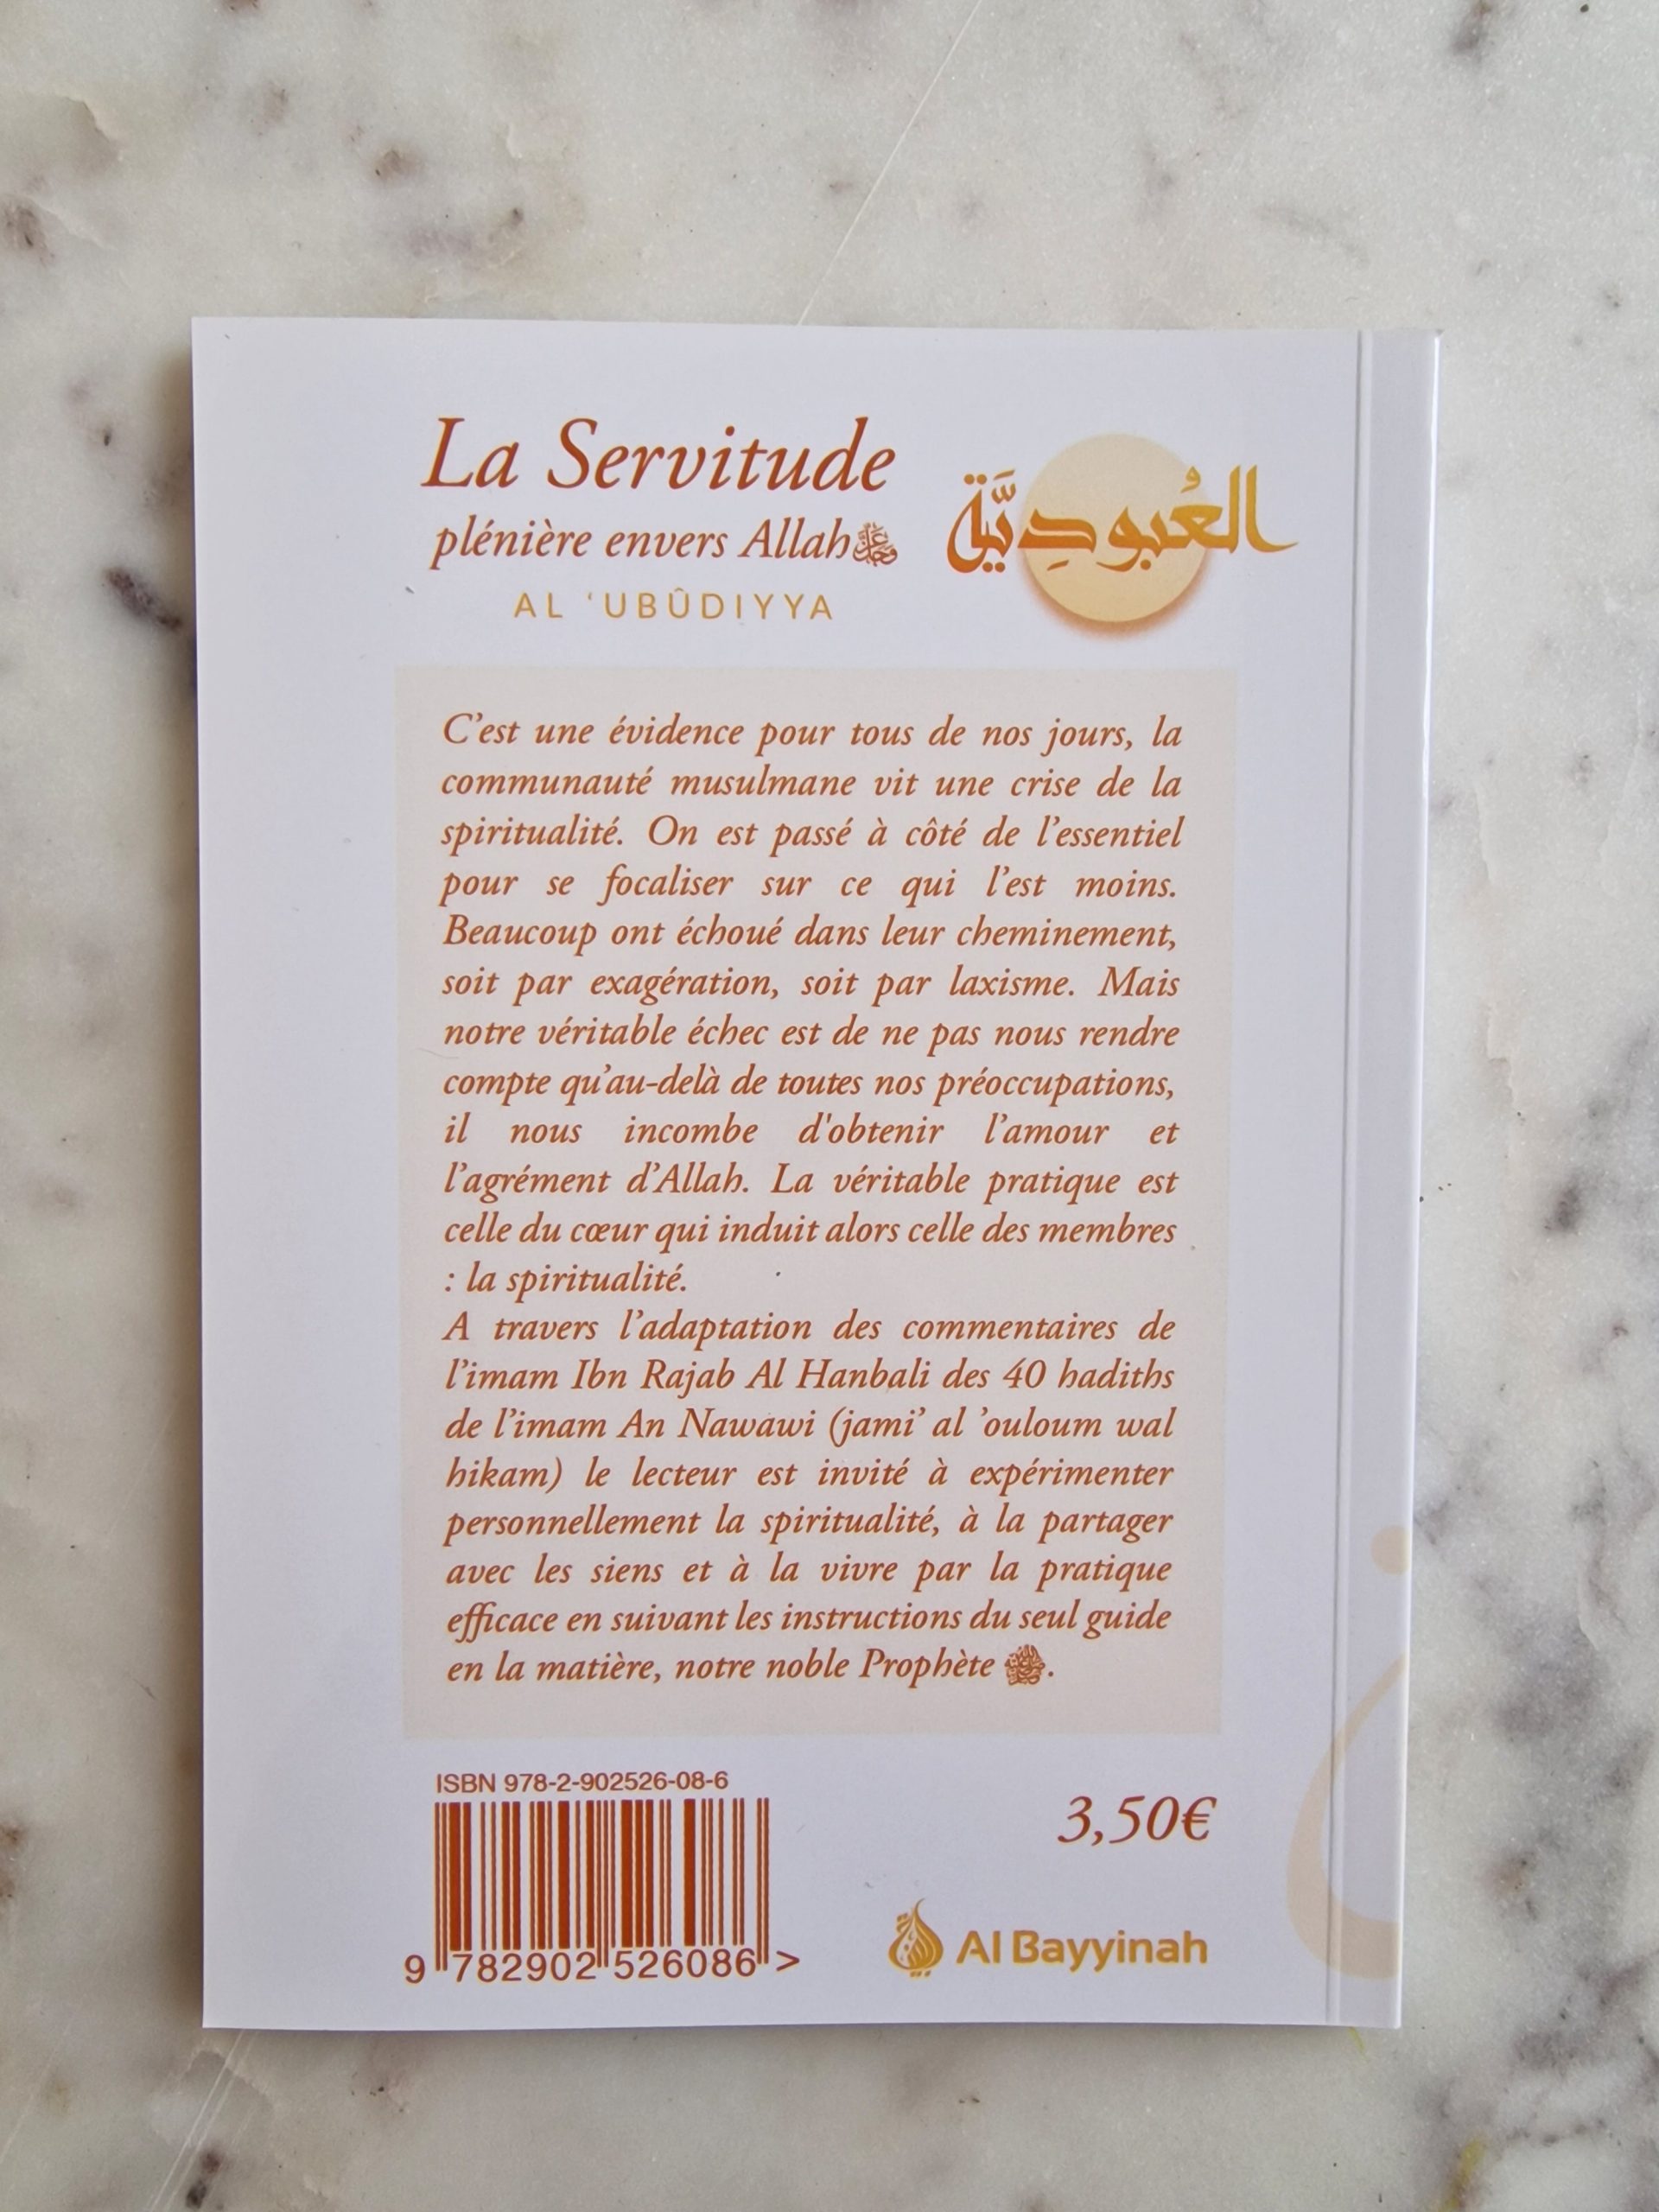 La Servitude
plénière envers Allah ﷻ
AL ‘UBÛDIYYA
العُبودِيَّة
C’est une évidence pour tous de nos jours, la
communauté musulmane vit une crise de la
spiritualité. On est passé à côté de l’essentiel
pour se focaliser sur ce qui l’est moins.
Beaucoup ont échoué dans leur cheminement,
soit par exagération, soit par laxisme. Mais
notre véritable échec est de ne pas nous rendre
compte qu’au-delà de toutes nos préoccupations,
il nous incombe d'obtenir l’amour et
l’agrément d’Allah. La véritable pratique est
celle du cœur qui induit alors celle des membres
: la spiritualité.
A travers l’adaptation des commentaires de
l’imam Ibn Rajab Al Hanbali des 40 hadiths
de l’imam An Nawawi (jami’ al ’ouloum wal
hikam) le lecteur est invité à expérimenter
personnellement la spiritualité, à la partager
avec les siens et à la vivre par la pratique
efficace en suivant les instructions du seul guide
en la matière, notre noble Prophète ﷺ.
ISBN 978-2-902526-08-6
9 782902 526086 >
3,50€
Al Bayyinah